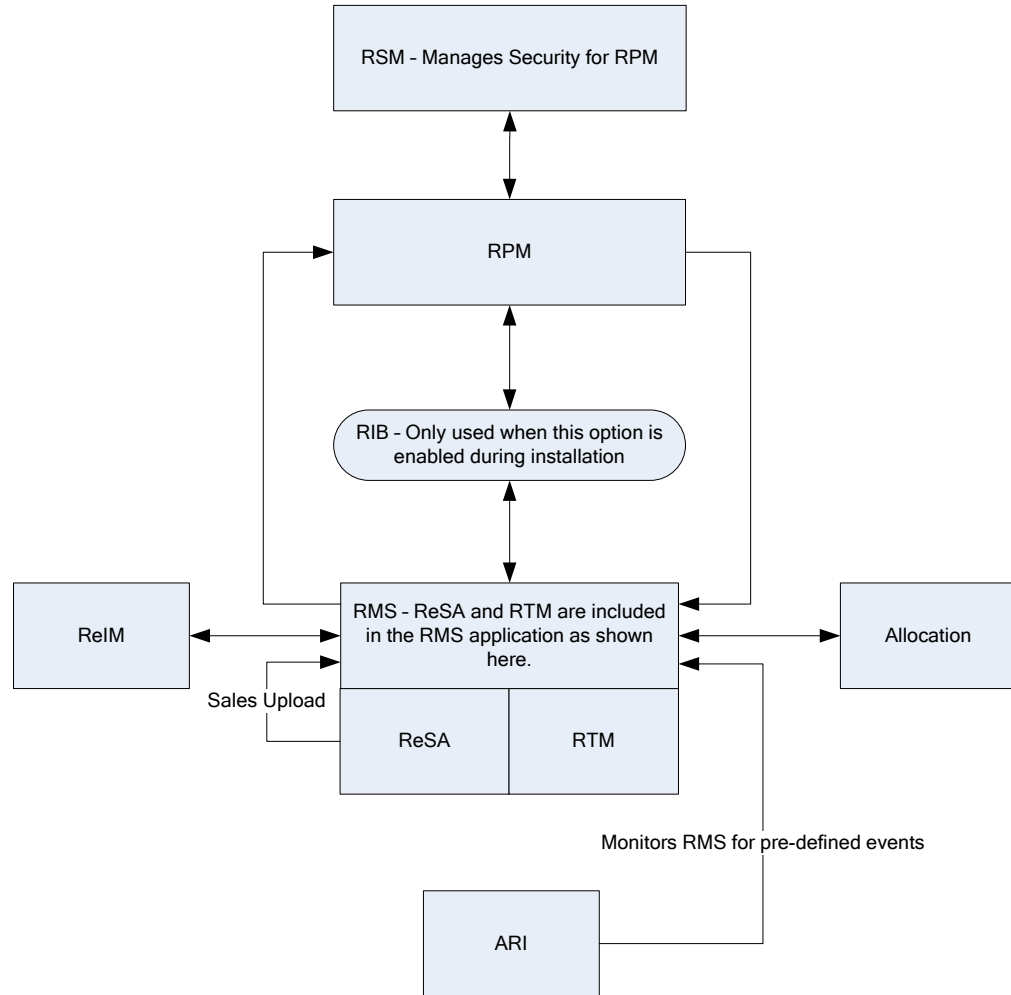 RSM - Manages Security for RPM
RPM
RIB - Only used when this option is
enabled during installation
ReIM
RMS - ReSA and RTM are included
in the RMS application as shown
here.
Allocation
Sales Upload
ReSA
RTM
Monitors RMS for pre-defined events
ARI